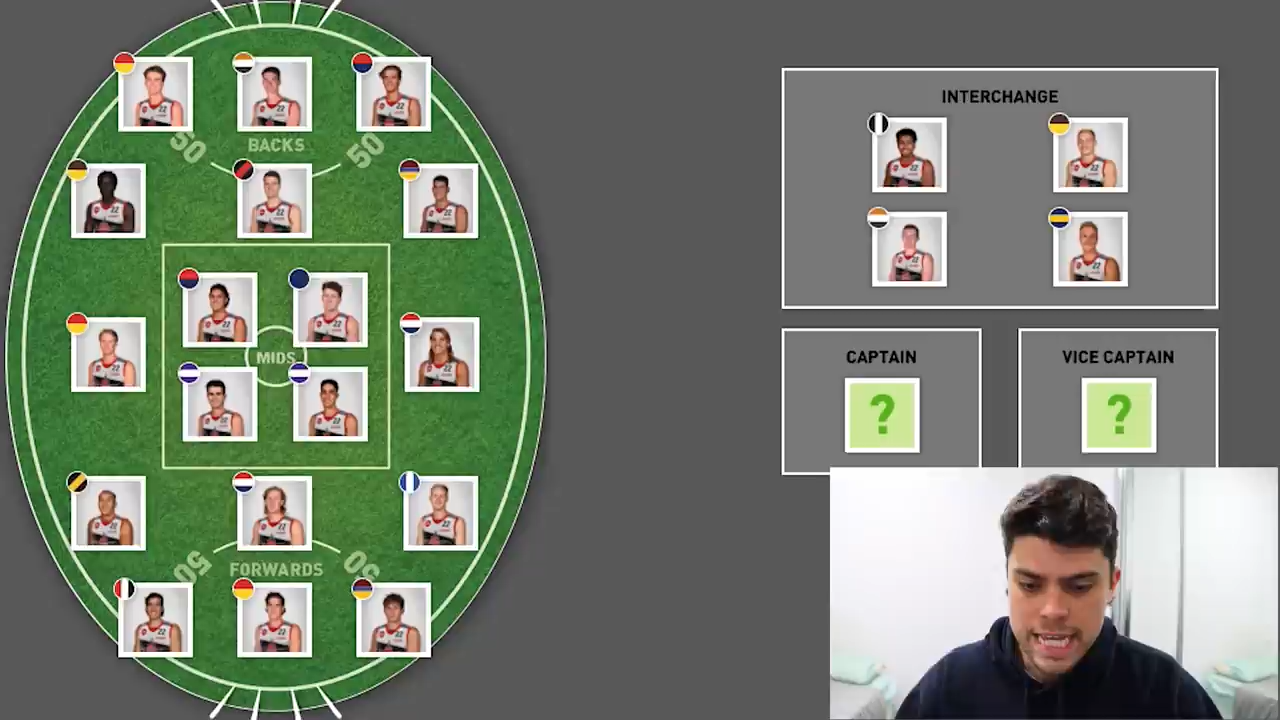 50 BACKS 50
MIDS
50 FORWARDS 50
INTERCHANGE
CAPTAIN
?
VICE CAPTAIN
?